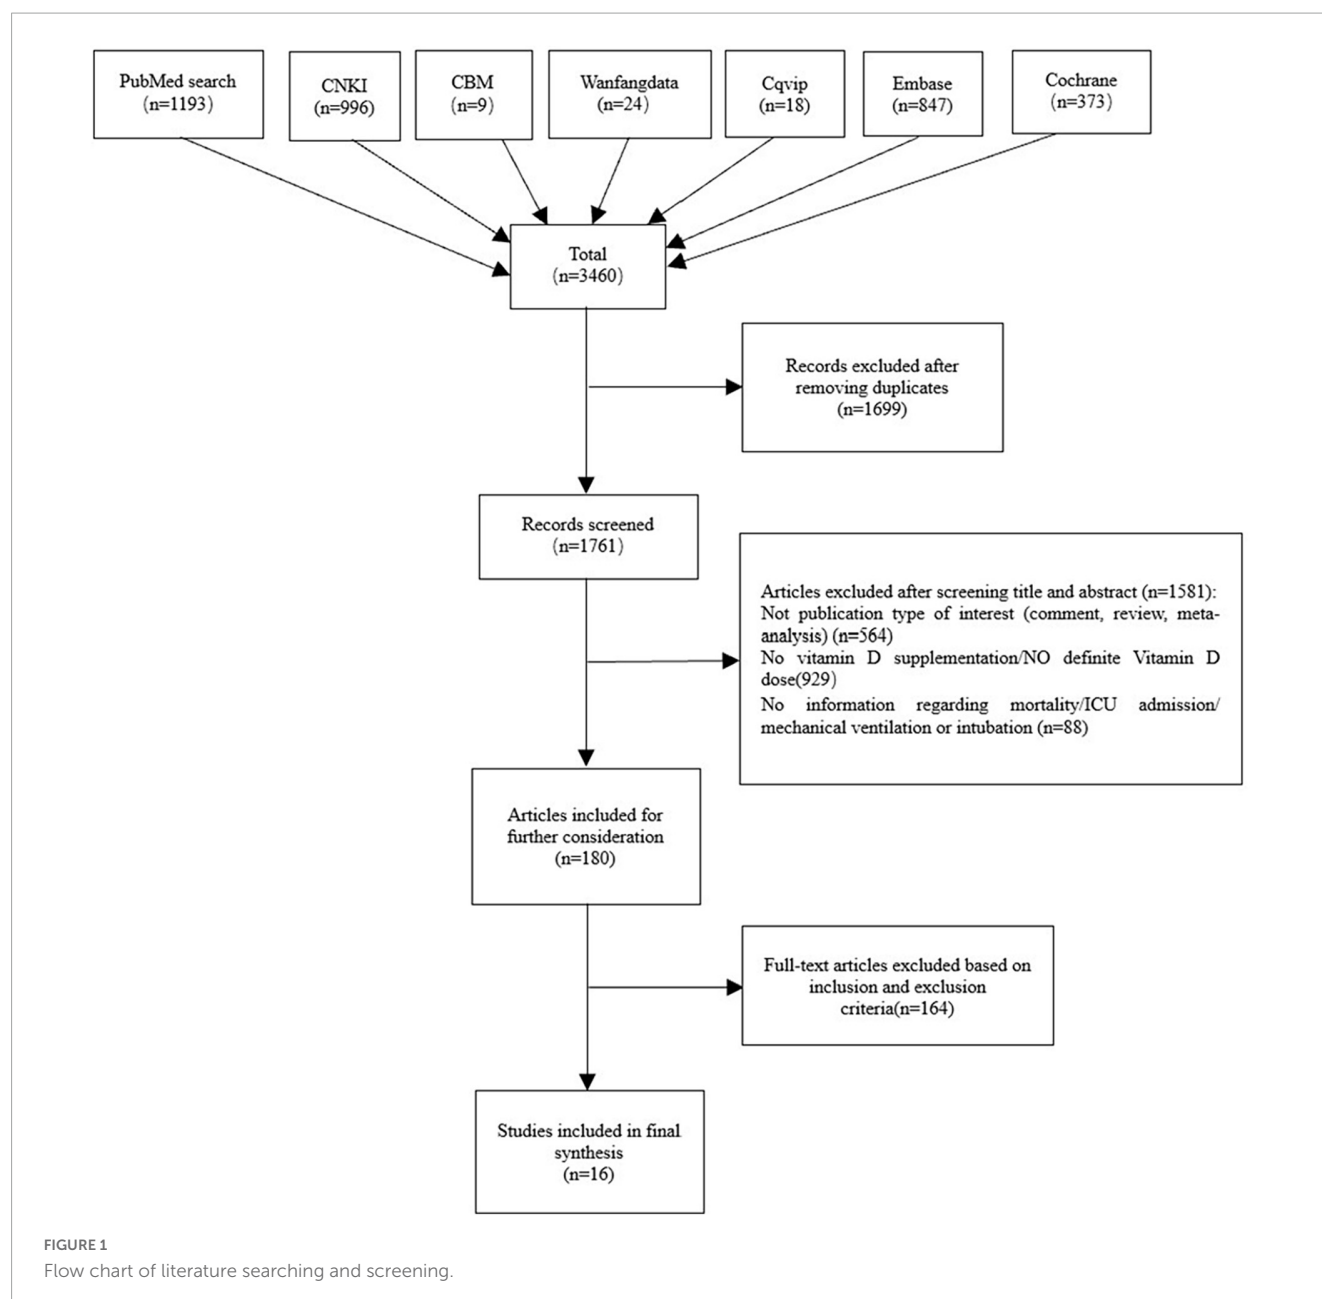 PubMed search
(n=1193)
CNKI
(n=996)
CBM
(n=9)
Wanfangdata
(n=24)
Cqvip
(n=18)
Embase
(n=847)
Cochrane
(n=373)
Total
(n=3460)
Records excluded after
removing duplicates
(n=1699)
Records screened
(n=1761)
Articles excluded after screening title and abstract (n=1581):
Not publication type of interest (comment, review, meta-
analysis) (n=564)
No vitamin D supplementation/NO definite Vitamin D
dose(929)
No information regarding mortality/ICU admission/
mechanical ventilation or intubation (n=88)
Articles included for
further consideration
(n=180)
Full-text articles excluded based on
inclusion and exclusion
criteria(n=164)
Studies included in final
synthesis
(n=16)
FIGURE 1
Flow chart of literature searching and screening.